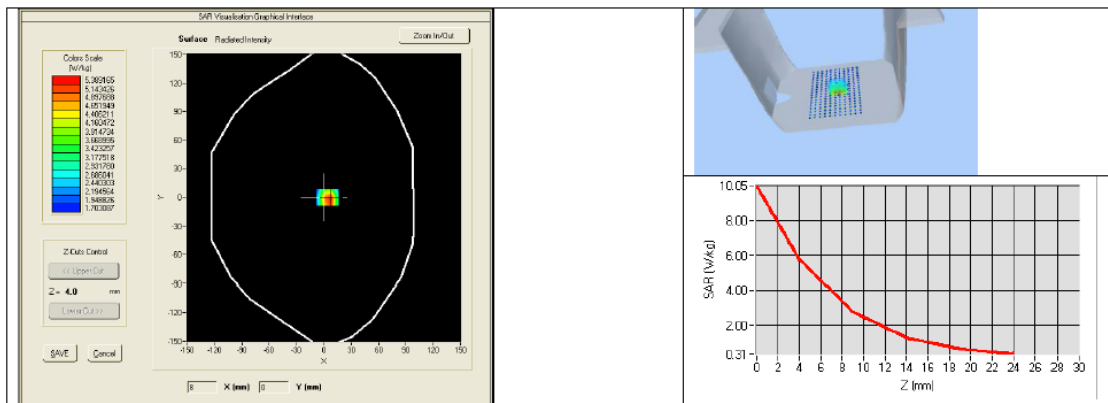 SAR Visualisation Graphical Interface
Surface Radiated Intensity
Zoom In/Out
Colors Scale
(W/kg)
5.389165
5.143426
4.897688
4.651949
4.406211
4.160472
3.914734
3.668995
3.423257
3.177518
2.931780
2.686041
2.440303
2.194564
1.948826
1.703087
150
120
90
60
30
0
-30
-60
-90
-120
-150
Y
-150 -120 -90 -60 -30 0 30 60 90 120 150
X
Z-Cuts Control
<< Upper Cut
Z = 4.0 mm
Lower Cut >>
SAVE Cancel
8 X (mm) 0 Y (mm)
10.05
8.00
6.00
4.00
2.00
0.31
SAR (W/kg)
0 2 4 6 8 10 12 14 16 18 20 22 24 26 28 30
Z (mm)